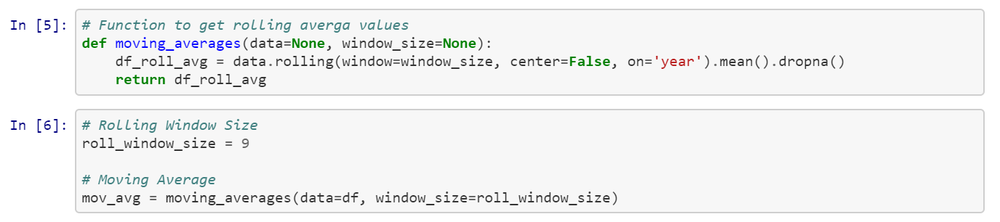 In [5]: # Function to get rolling averga values
def moving_averages(data=None, window_size=None):
    df_roll_avg = data.rolling(window=window_size, center=False, on='year').mean().dropna()
    return df_roll_avg
In [6]: # Rolling Window Size
roll_window_size = 9
# Moving Average
mov_avg = moving_averages(data=df, window_size=roll_window_size)